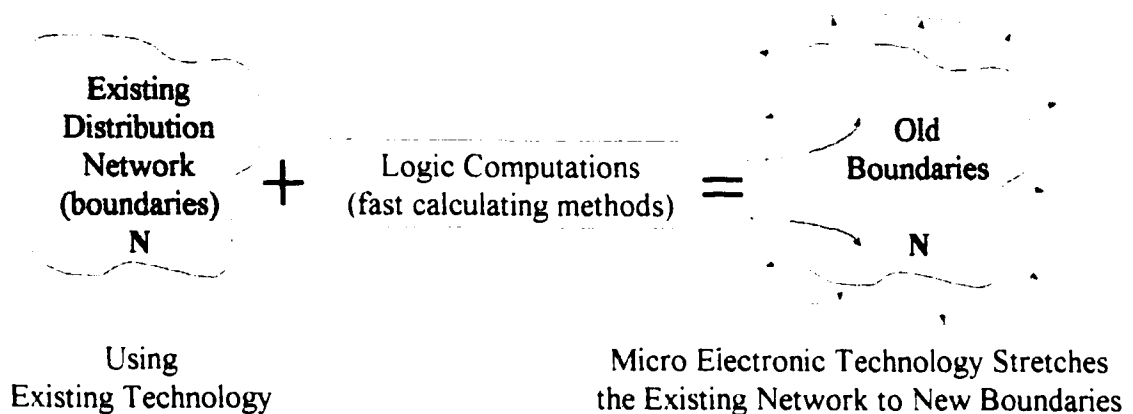 Existing
Distribution
Network
(boundaries)
N
+
Logic Computations
(fast calculating methods)
=
Old
Boundaries
N
Using
Existing Technology
Micro Electronic Technology Stretches
the Existing Network to New Boundaries